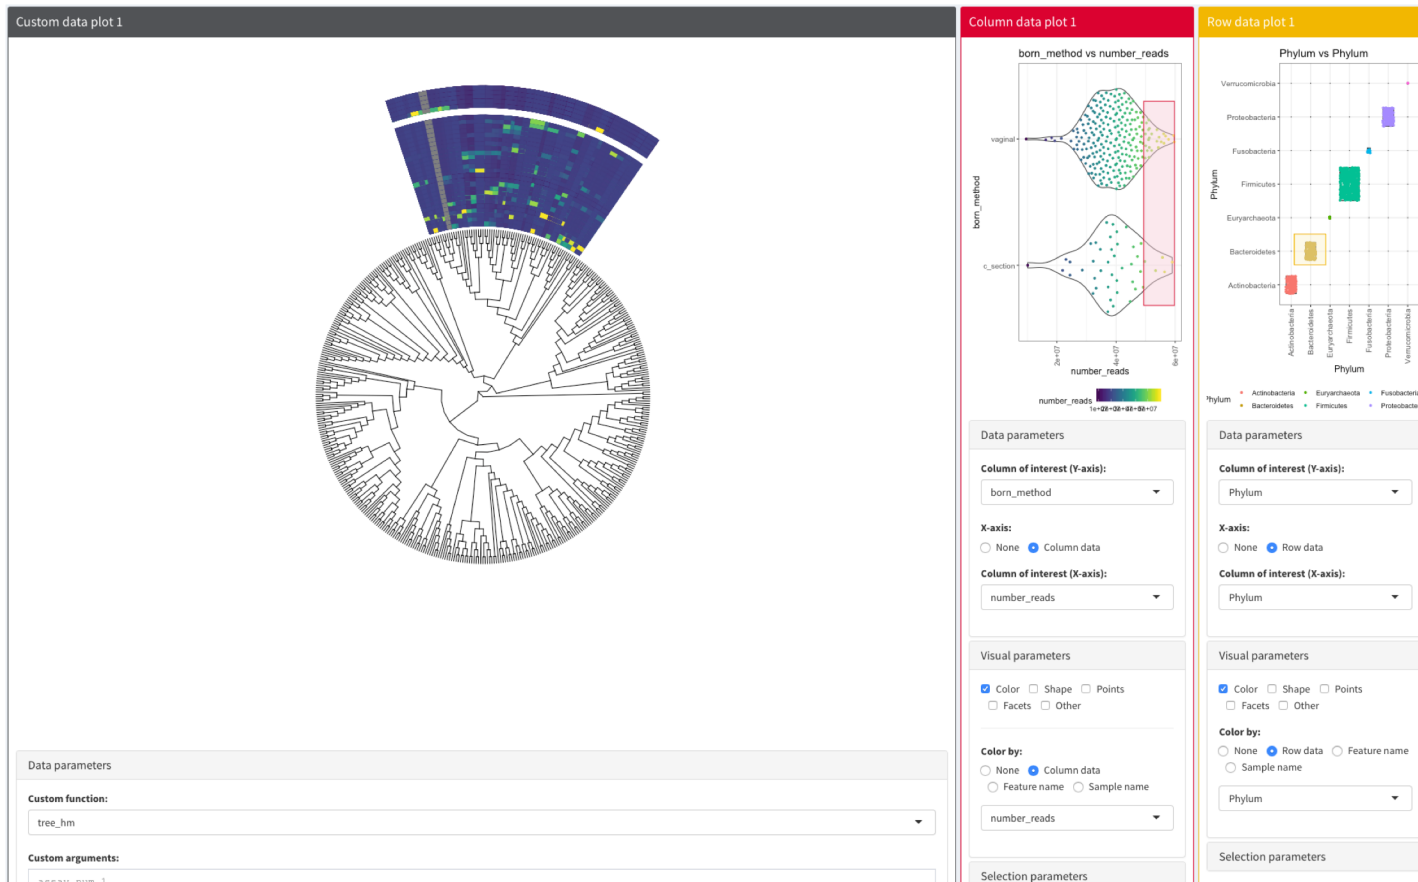 Custom data plot 1
Data parameters
Custom function:
tree_hm
Custom arguments:
Column data plot 1
born_method vs number_reads
vaginal
c_section
born_method
2e+07
4e+07
6e+07
number_reads
number_reads
Data parameters
Column of interest (Y-axis):
born_method
X-axis:
None Column data
Column of interest (X-axis):
number_reads
Visual parameters
Color Shape Points
Facets Other
Color by:
None Column data
Feature name Sample name
number_reads
Selection parameters
Row data plot 1
Phylum vs Phylum
Verrucomicrobia
Proteobacteria
Fusobacteria
Firmicutes
Euryarchaeota
Bacteroidetes
Actinobacteria
Phylum
Actinobacteria
Bacteroidetes
Euryarchaeota
Firmicutes
Fusobacteria
Proteobacteria
Verrucomicrobia
Phylum
Actinobacteria Euryarchaeota Fusobacteria
hylum
Bacteroidetes Firmicutes Proteobacte
Data parameters
Column of interest (Y-axis):
Phylum
X-axis:
None Row data
Column of interest (X-axis):
Phylum
Visual parameters
Color Shape Points
Facets Other
Color by:
None Row data Feature name
Sample name
Phylum
Selection parameters